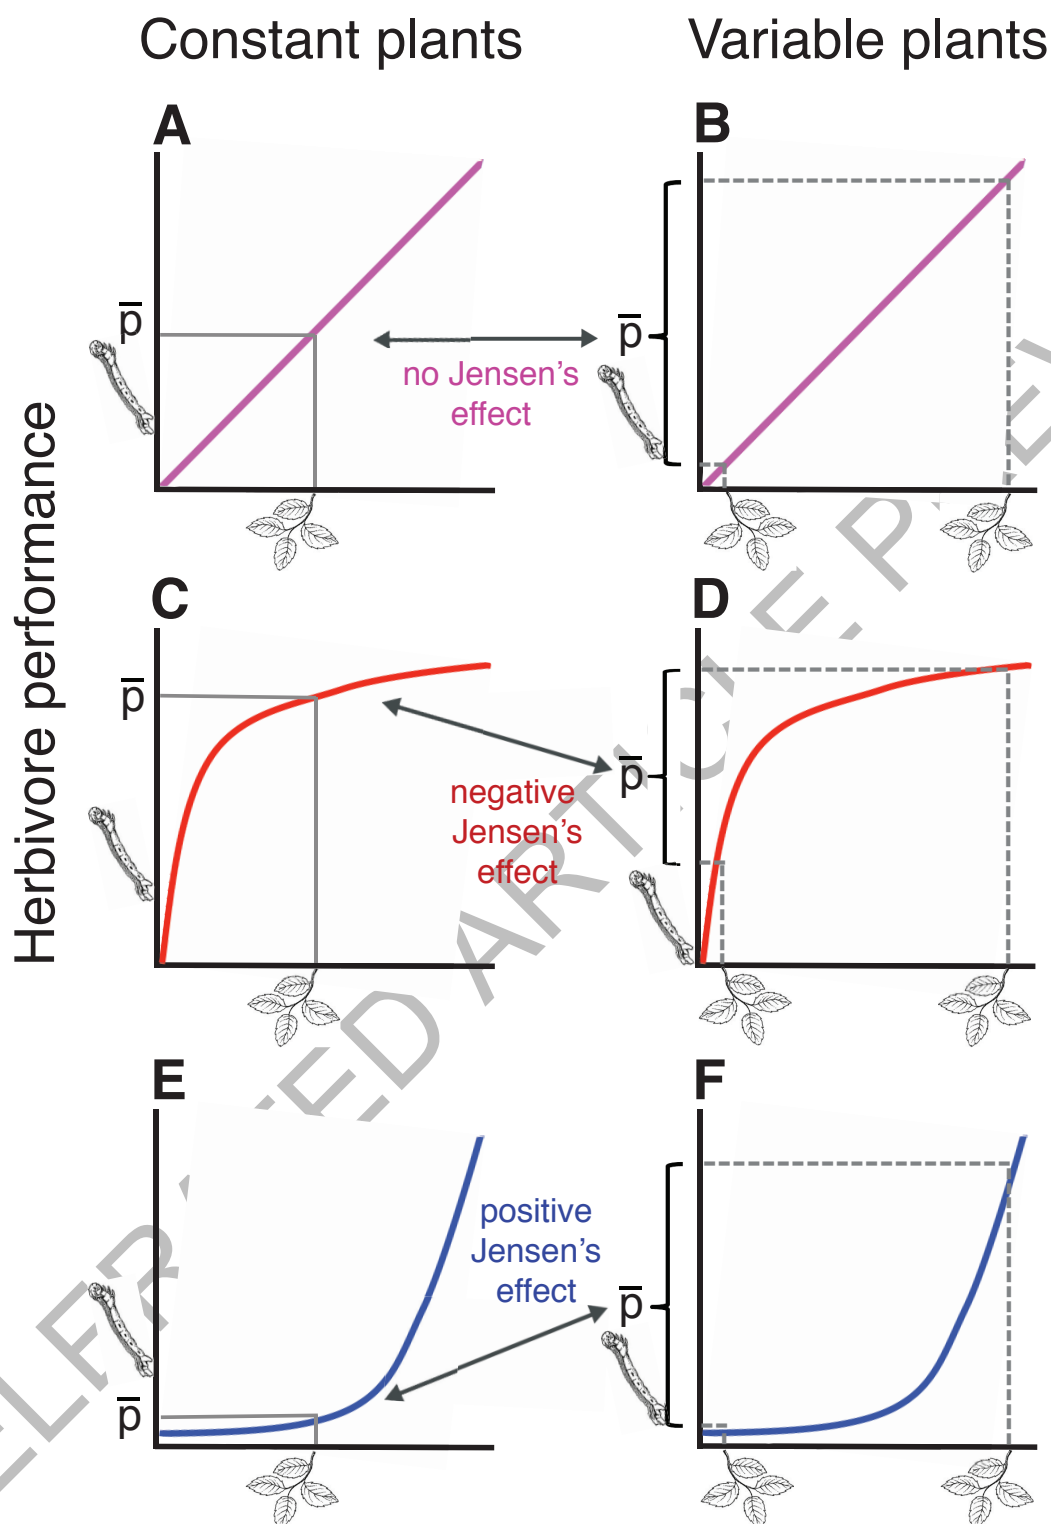 Constant plants
Variable plants
A
B
p̄
p̄
no Jensen's
effect
Herbivore performance
C
D
p̄
p̄
negative
Jensen's
effect
E
F
positive
Jensen's
effect
p̄
p̄